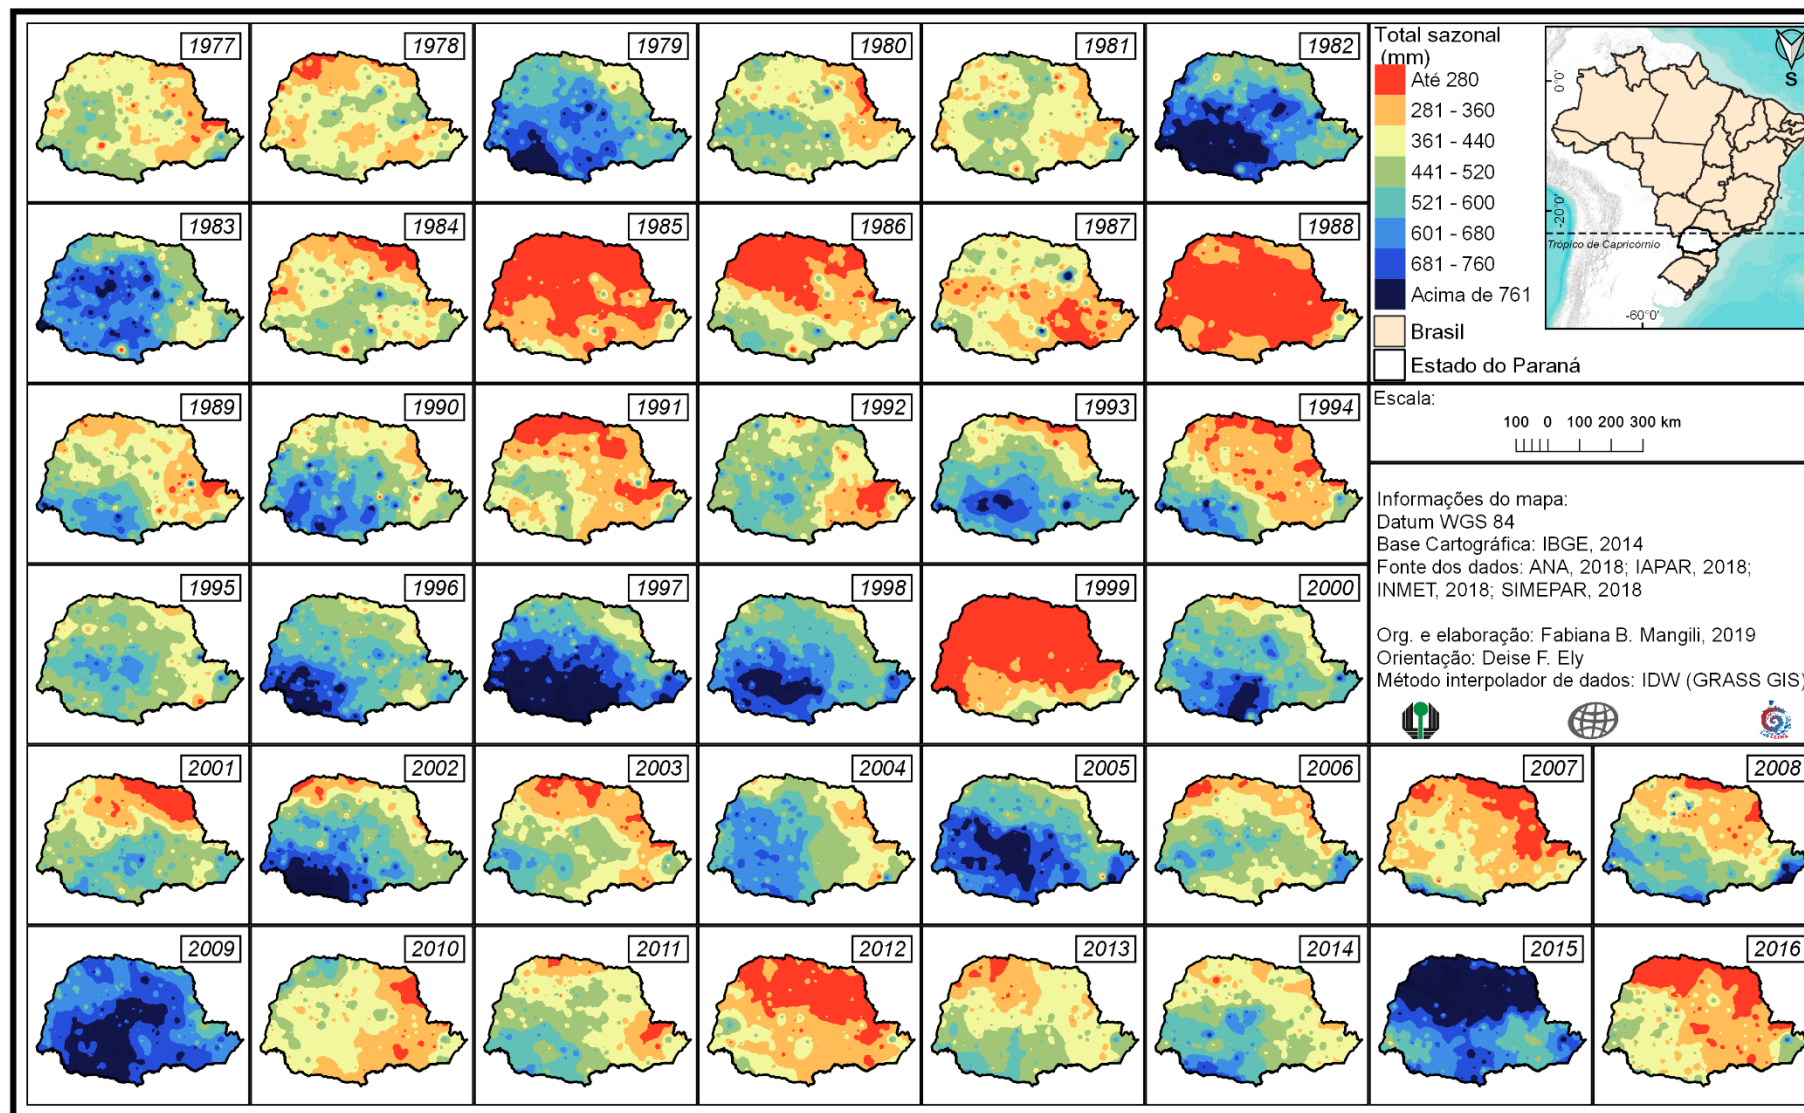 1977
1978
1979
1980
1981
1982
Total sazonal
(mm)
Até 280
281 - 360
361 - 440
441 - 520
521 - 600
601 - 680
681 - 760
Acima de 761
Brasil
Estado do Paraná
S
0°0'
-20°0'
Trópico de Capricórnio
-60°0'
1983
1984
1985
1986
1987
1988
1989
1990
1991
1992
1993
1994
Escala:
100 0 100 200 300 km
Informações do mapa:
Datum WGS 84
Base Cartográfica: IBGE, 2014
Fonte dos dados: ANA, 2018; IAPAR, 2018;
INMET, 2018; SIMEPAR, 2018
Org. e elaboração: Fabiana B. Mangili, 2019
Orientação: Deise F. Ely
Método interpolador de dados: IDW (GRASS GIS)
1995
1996
1997
1998
1999
2000
2001
2002
2003
2004
2005
2006
2007
2008
2009
2010
2011
2012
2013
2014
2015
2016